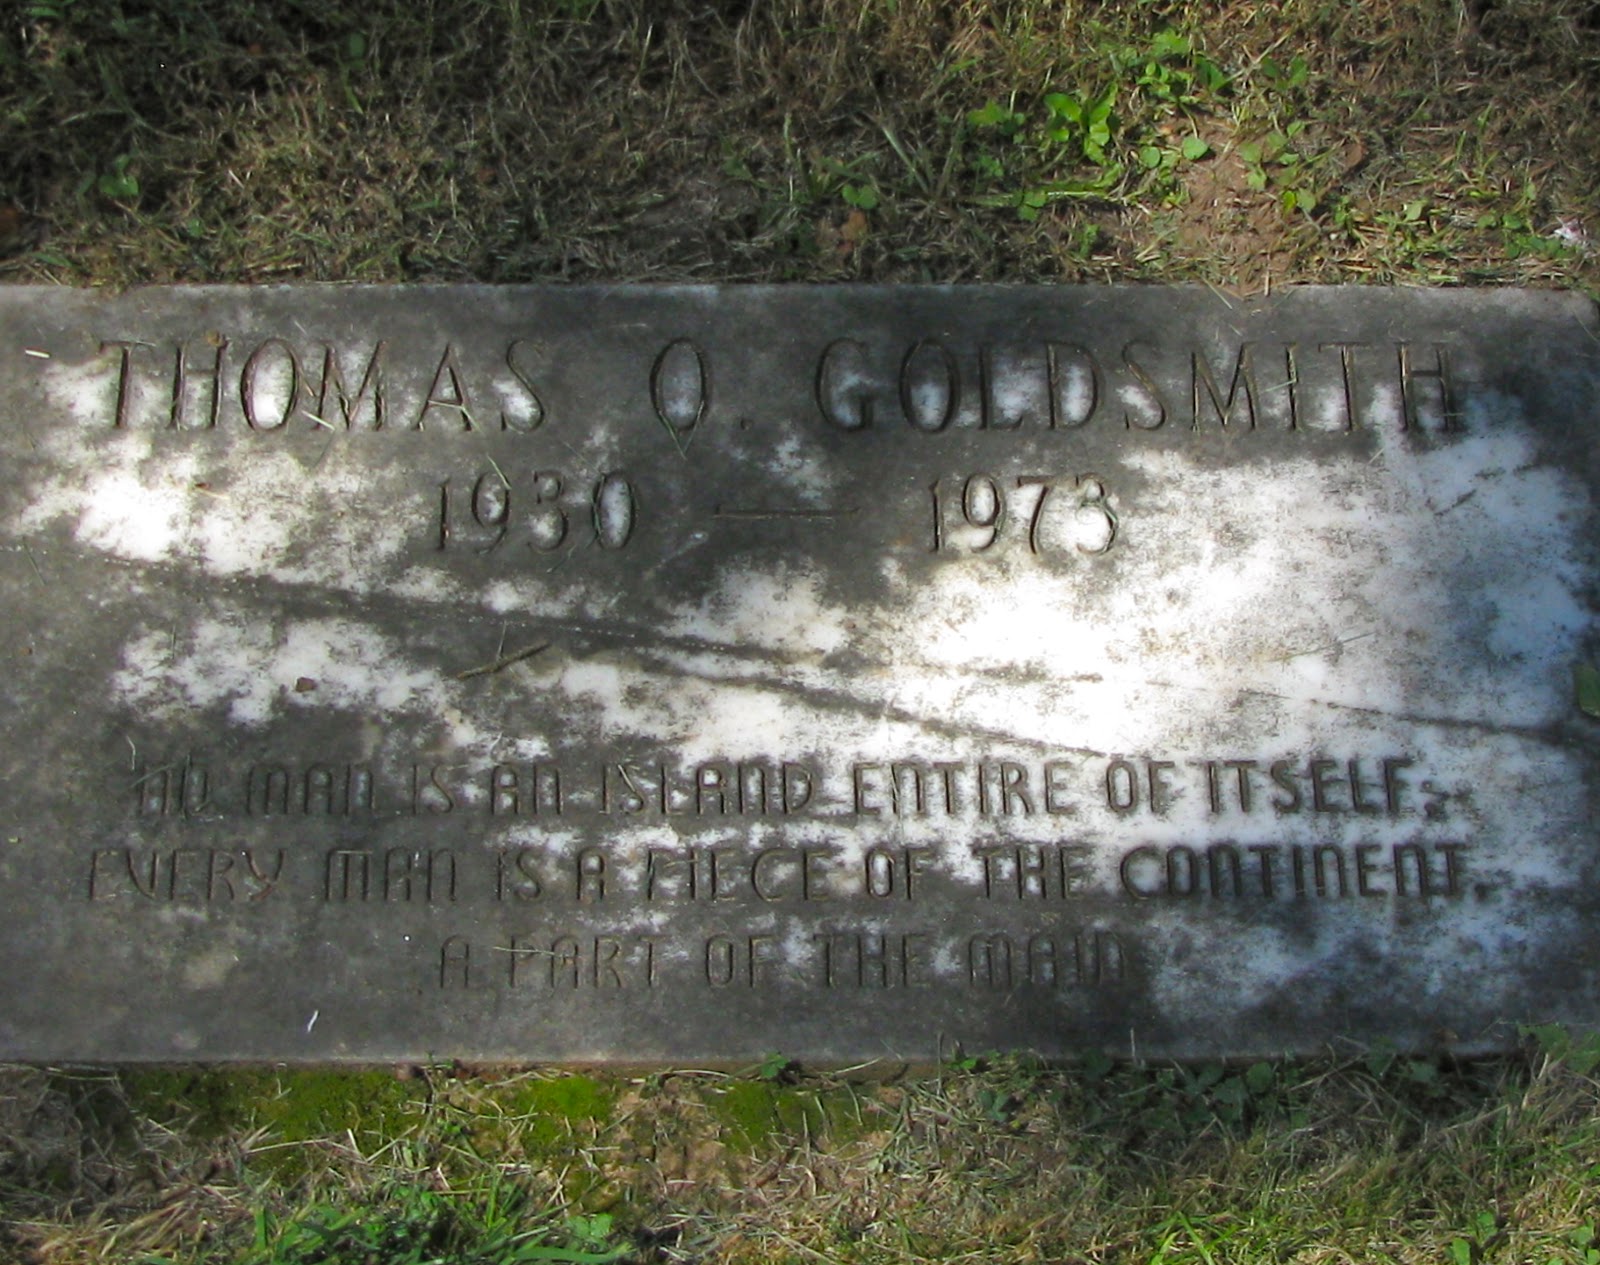 THOMAS O. GOLDSMITH
1930 — 1973
NO MAN IS AN ISLAND ENTIRE OF ITSELF;
EVERY MAN IS A PIECE OF THE CONTINENT,
A PART OF THE MAIN